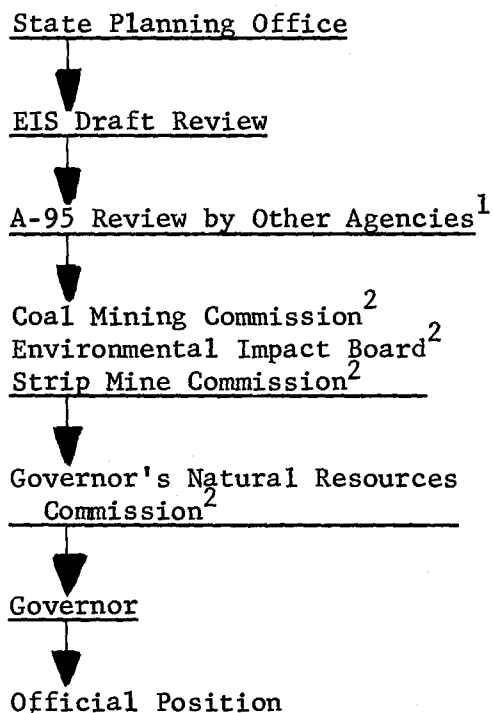 State Planning Office
EIS Draft Review
A-95 Review by Other Agencies1
Coal Mining Commission2
Environmental Impact Board2
Strip Mine Commission2
Governor's Natural Resources
Commission2
Governor
Official Position